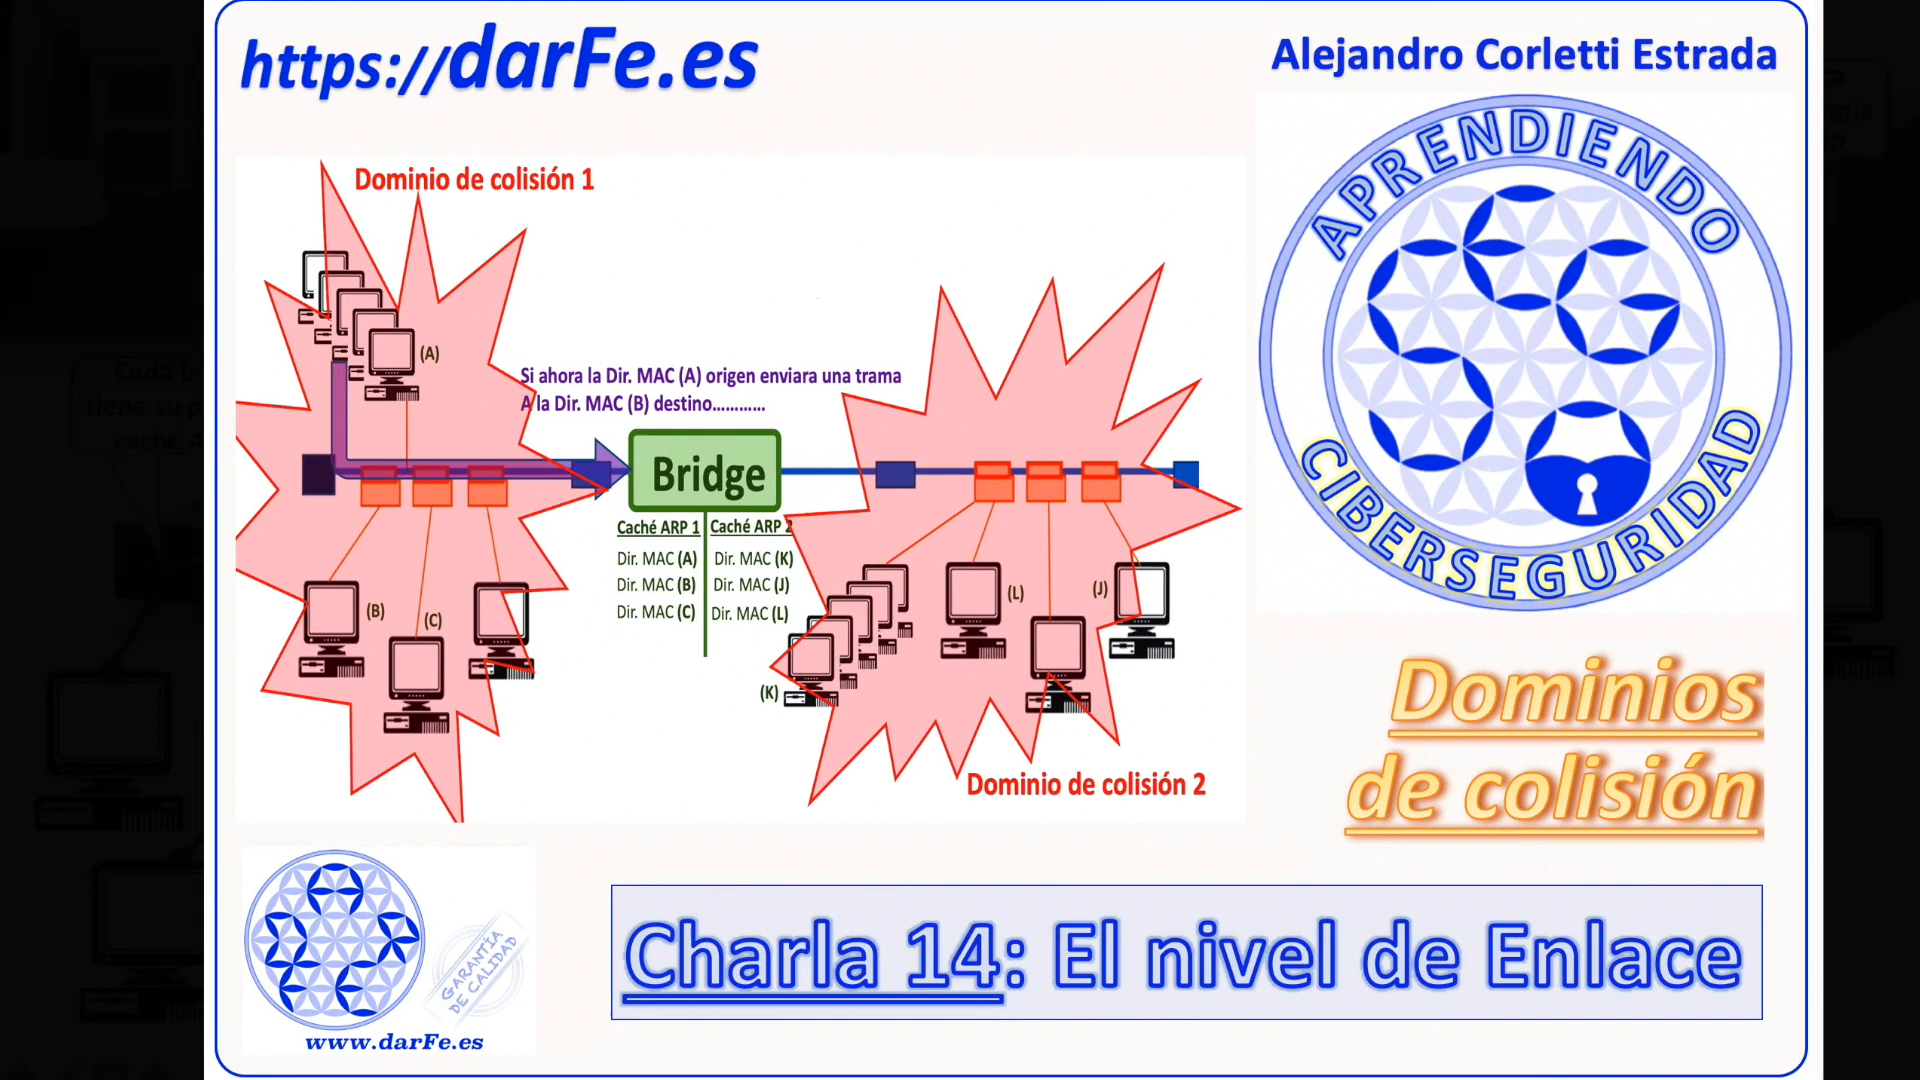 https://darFe.es
Alejandro Corletti Estrada
APRENDIENDO
CIBERSEGURIDAD
Dominio de colisión 1
(A)
Si ahora la Dir. MAC (A) origen enviara una trama
A la Dir. MAC (B) destino............
Bridge
Caché ARP 1
Caché ARP 2
Dir. MAC (A)
Dir. MAC (K)
Dir. MAC (B)
Dir. MAC (J)
Dir. MAC (C)
Dir. MAC (L)
(B)
(C)
(L)
(J)
(K)
Dominio de colisión 2
Dominios
de colisión
GARANTÍA
DE CALIDAD
www.darFe.es
Charla 14: El nivel de Enlace